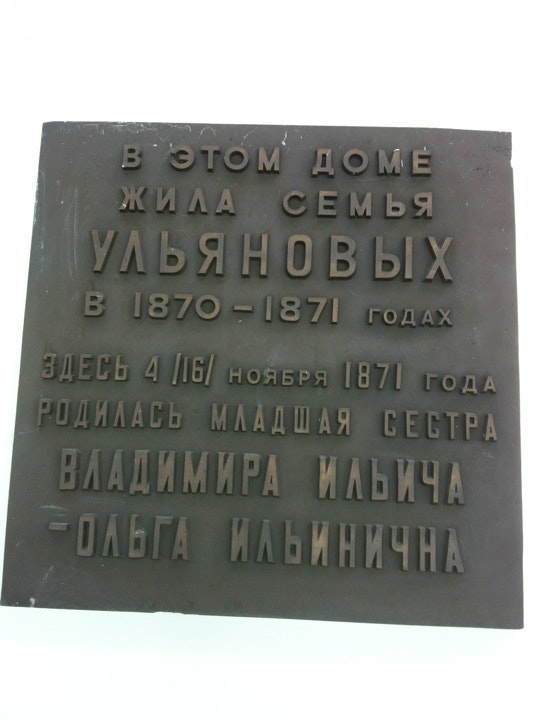 В ЭТОМ ДОМЕ
ЖИЛА СЕМЬЯ
УЛЬЯНОВЫХ
В 1870-1871 ГОДАХ
ЗДЕСЬ 4 /16/ НОЯБРЯ 1871 ГОДА
РОДИЛАСЬ МЛАДШАЯ СЕСТРА
ВЛАДИМИРА ИЛЬИЧА
-ОЛЬГА ИЛЬИНИЧНА